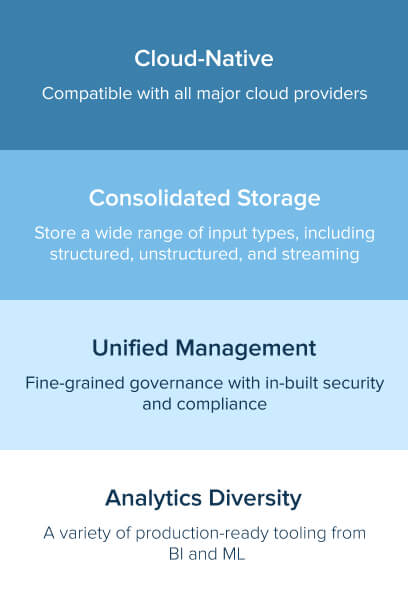 Cloud-Native
Compatible with all major cloud providers
Consolidated Storage
Store a wide range of input types, including
structured, unstructured, and streaming
Unified Management
Fine-grained governance with in-built security
and compliance
Analytics Diversity
A variety of production-ready tooling from
BI and ML